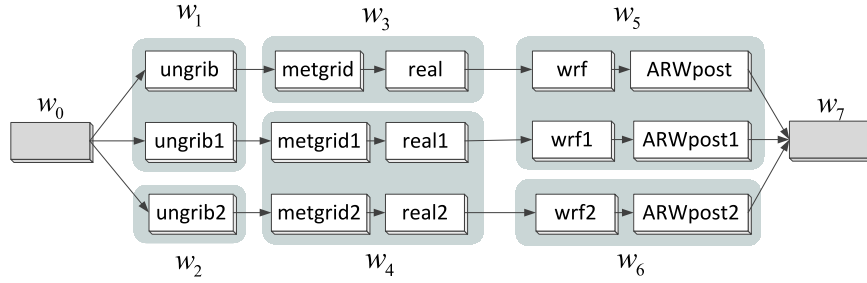 w1 w3 w5
ungrib metgrid real wrf ARWpost
w0 w7
ungrib1 metgrid1 real1 wrf1 ARWpost1
ungrib2 metgrid2 real2 wrf2 ARWpost2
w2 w4 w6